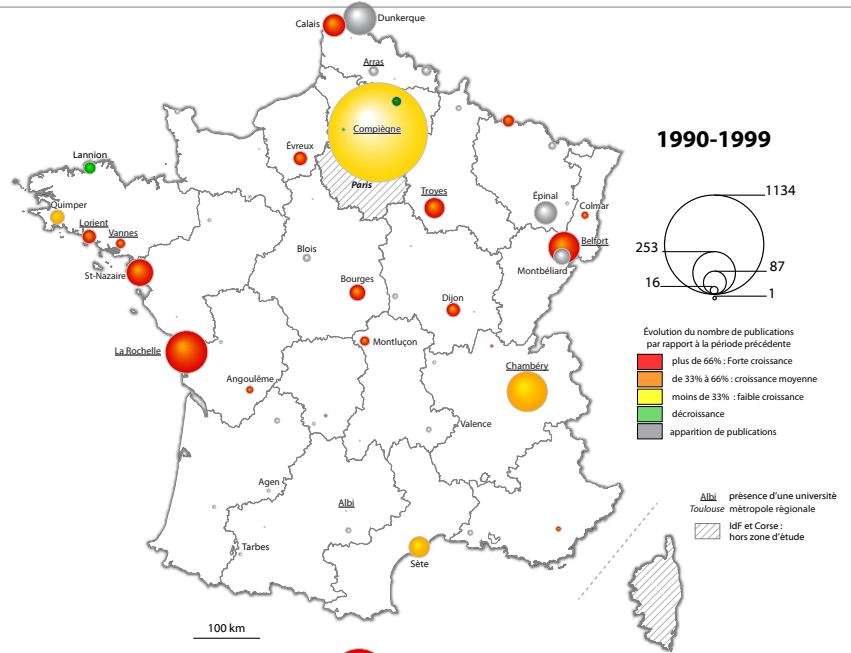 Calais
Dunkerque
Arras
Compiègne
Évreux
Paris
Lannion
Quimper
Lorient
Vannes
St-Nazaire
Troyes
Épinal
Colmar
Belfort
Montbéliard
Blois
Bourges
Dijon
La Rochelle
Montluçon
Angoulême
Chambéry
Valence
Agen
Albi
Tarbes
Sète
100 km
1990-1999
1134
253
87
16
1
Évolution du nombre de publications
par rapport à la période précédente
plus de 66% : Forte croissance
de 33% à 66% : croissance moyenne
moins de 33% : faible croissance
décroissance
apparition de publications
Albi présence d'une université
Toulouse métropole régionale
IdF et Corse :
hors zone d'étude